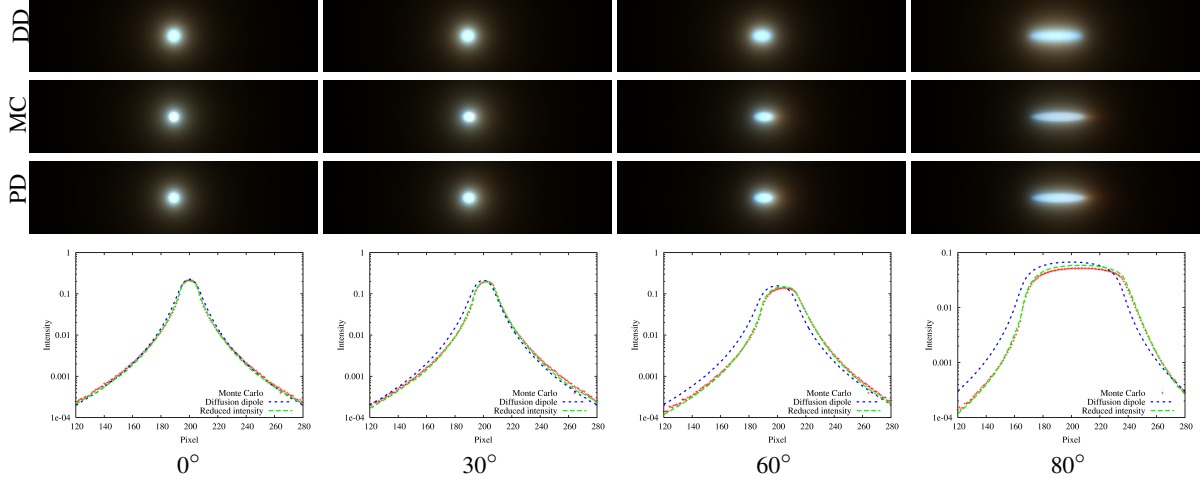 DD
MC
PD
1
0.1
0.01
0.001
1e-04
Intensity
120 140 160 180 200 220 240 260 280
Pixel
Monte Carlo
Diffusion dipole
Reduced intensity
0°
1
0.1
0.01
0.001
1e-04
Intensity
120 140 160 180 200 220 240 260 280
Pixel
Monte Carlo
Diffusion dipole
Reduced intensity
30°
1
0.1
0.01
0.001
1e-04
Intensity
120 140 160 180 200 220 240 260 280
Pixel
Monte Carlo
Diffusion dipole
Reduced intensity
60°
0.1
0.01
0.001
1e-04
Intensity
120 140 160 180 200 220 240 260 280
Pixel
Monte Carlo
Diffusion dipole
Reduced intensity
80°